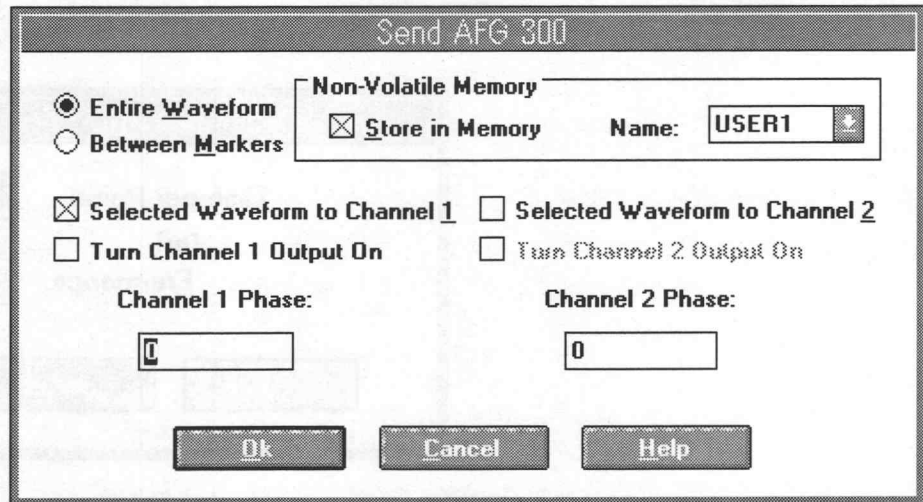 Send AFG 300
Non-Volatile Memory
Entire Waveform
Store in Memory
Name:
USER1
Between Markers
Selected Waveform to Channel 1
Selected Waveform to Channel 2
Turn Channel 1 Output On
Turn Channel 2 Output On
Channel 1 Phase:
Channel 2 Phase:
0
0
Ok
Cancel
Help